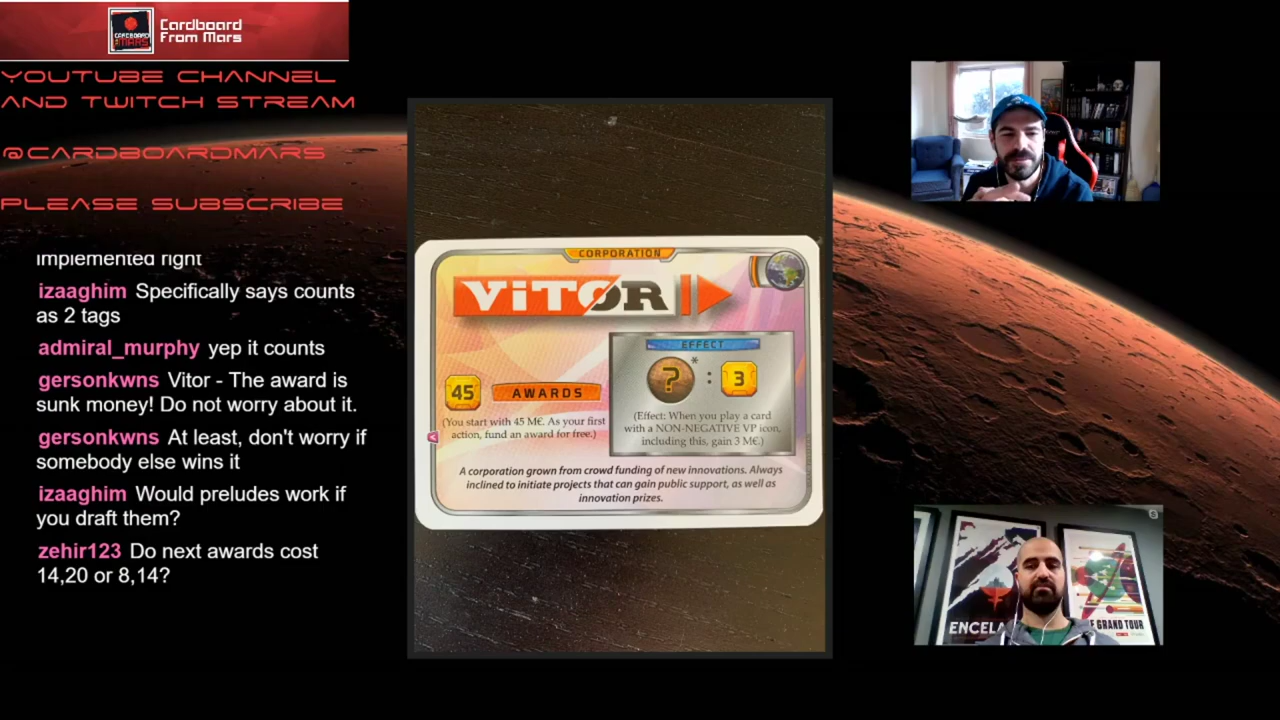 Cardboard
From Mars
CARDBOARD
MARS
YOUTUBE CHANNEL
AND TWITCH STREAM
@CARDBOARDMARS
PLEASE SUBSCRIBE
implemented right
izaaghim Specifically says counts
as 2 tags
admiral_murphy yep it counts
gersonkwns Vitor - The award is
sunk money! Do not worry about it.
gersonkwns At least, don't worry if
somebody else wins it
izaaghim Would preludes work if
you draft them?
zehir123 Do next awards cost
14,20 or 8,14?
CORPORATION
ViTOR
EFFECT
? * : 3
45 AWARDS
(You start with 45 M€. As your first
action, fund an award for free.)
(Effect: When you play a card
with a NON-NEGATIVE VP icon,
including this, gain 3 M€.)
A corporation grown from crowd funding of new innovations. Always
inclined to initiate projects that can gain public support, as well as
innovation prizes.
ENCELA
E GRAND TOUR